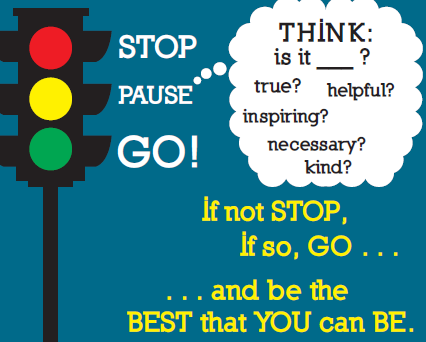 STOP
PAUSE
GO!
THINK:
is it ___ ?
true?
helpful?
inspiring?
necessary?
kind?
if not STOP,
if so, GO . . .
. . . and be the
BEST that YOU can BE.